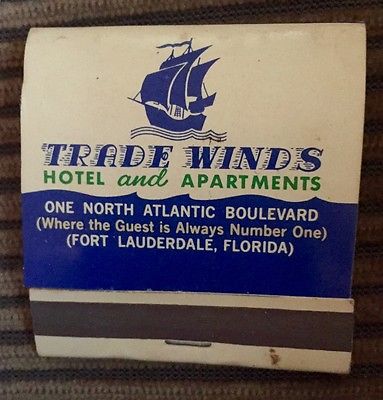 TRADE WINDS
HOTEL and APARTMENTS
ONE NORTH ATLANTIC BOULEVARD
(Where the Guest is Always Number One)
(FORT LAUDERDALE, FLORIDA)